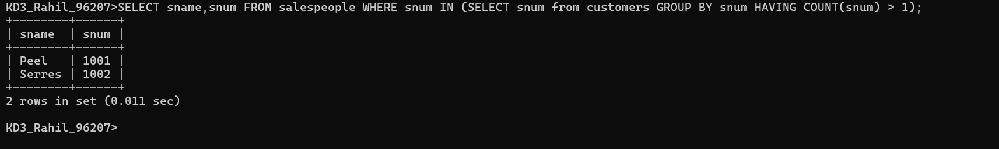 KD3_Rahil_96207>SELECT sname,snum FROM salespeople WHERE snum IN (SELECT snum from customers GROUP BY snum HAVING COUNT(snum) > 1);
+--------+------+
| sname  | snum |
+--------+------+
| Peel   | 1001 |
| Serres | 1002 |
+--------+------+
2 rows in set (0.011 sec)

KD3_Rahil_96207>